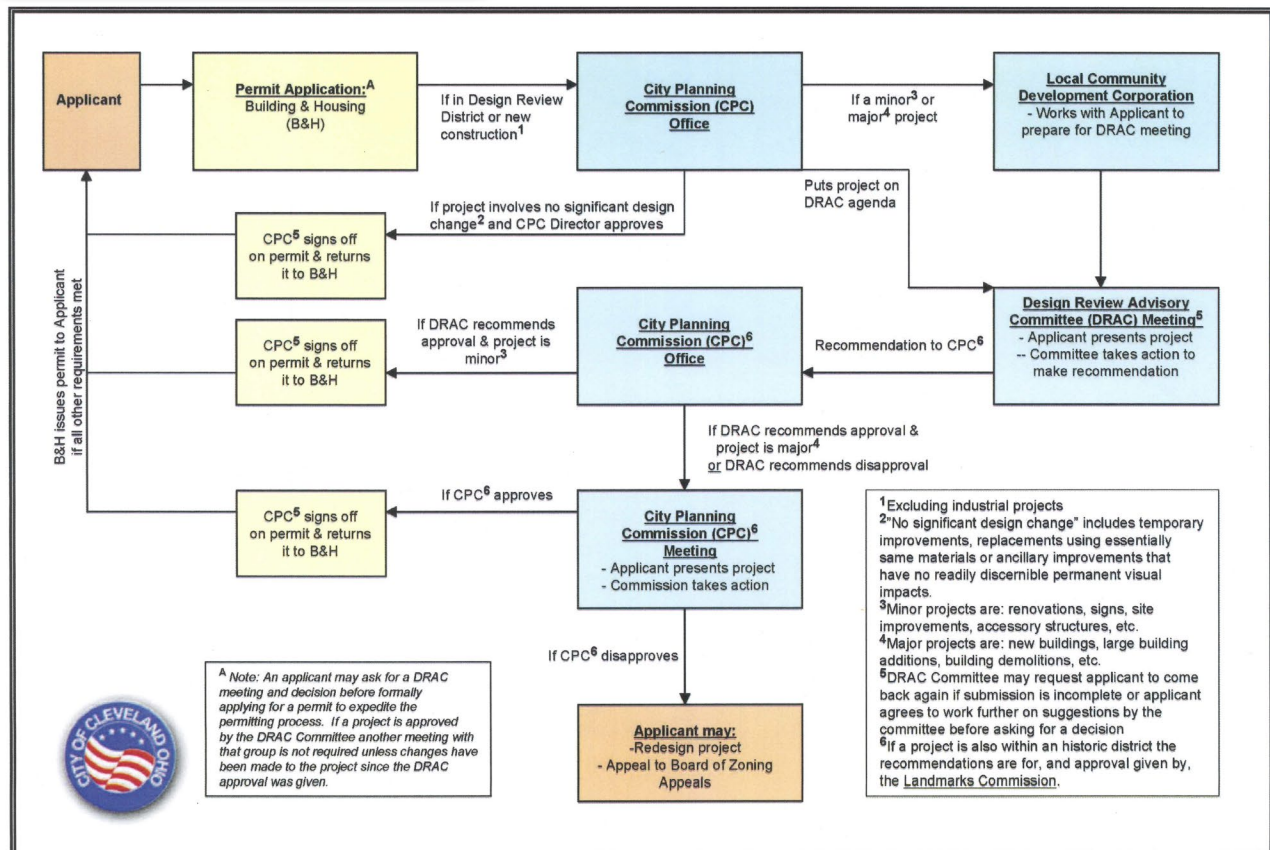 Applicant
Permit Application:A
Building & Housing
(B&H)
If in Design Review
District or new
construction1
City Planning
Commission (CPC)
Office
If a minor3 or
major4 project
Local Community
Development Corporation
- Works with Applicant to
prepare for DRAC meeting
Puts project on
DRAC agenda
If project involves no significant design
change2 and CPC Director approves
CPC5 signs off
on permit & returns
it to B&H
B&H issues permit to Applicant
if all other requirements met
Design Review Advisory
Committee (DRAC) Meeting5
- Applicant presents project
-- Committee takes action to
make recommendation
Recommendation to CPC6
City Planning
Commission (CPC)6
Office
If DRAC recommends
approval & project is
minor3
CPC5 signs off
on permit & returns
it to B&H
If DRAC recommends approval &
project is major4
or DRAC recommends disapproval
City Planning
Commission (CPC)6
Meeting
- Applicant presents project
- Commission takes action
If CPC6 approves
CPC5 signs off
on permit & returns
it to B&H
If CPC6 disapproves
Applicant may:
-Redesign project
- Appeal to Board of Zoning
Appeals
A Note: An applicant may ask for a DRAC
meeting and decision before formally
applying for a permit to expedite the
permitting process. If a project is approved
by the DRAC Committee another meeting with
that group is not required unless changes have
been made to the project since the DRAC
approval was given.
1Excluding industrial projects
2"No significant design change" includes temporary
improvements, replacements using essentially
same materials or ancillary improvements that
have no readily discernible permanent visual
impacts.
3Minor projects are: renovations, signs, site
improvements, accessory structures, etc.
4Major projects are: new buildings, large building
additions, building demolitions, etc.
5DRAC Committee may request applicant to come
back again if submission is incomplete or applicant
agrees to work further on suggestions by the
committee before asking for a decision
6If a project is also within an historic district the
recommendations are for, and approval given by,
the Landmarks Commission.
CITY OF CLEVELAND OHIO